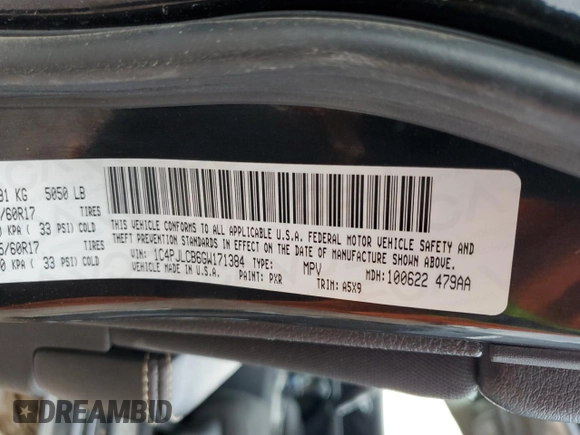 91 KG 5050 LB
/60R17 TIRES
0 KPA ( 33 PSI) COLD
5/60R17 TIRES
0 KPA ( 33 PSI) COLD
THIS VEHICLE CONFORMS TO ALL APPLICABLE U.S.A. FEDERAL MOTOR VEHICLE SAFETY AND
THEFT PREVENTION STANDARDS IN EFFECT ON THE DATE OF MANUFACTURE SHOWN ABOVE.
VIN: 1C4PJLCB6GW171384 TYPE: MPV MDH: 100622 479AA
VEHICLE MADE IN U.S.A. PAINT: PXR TRIM: A5X9
DREAMBID